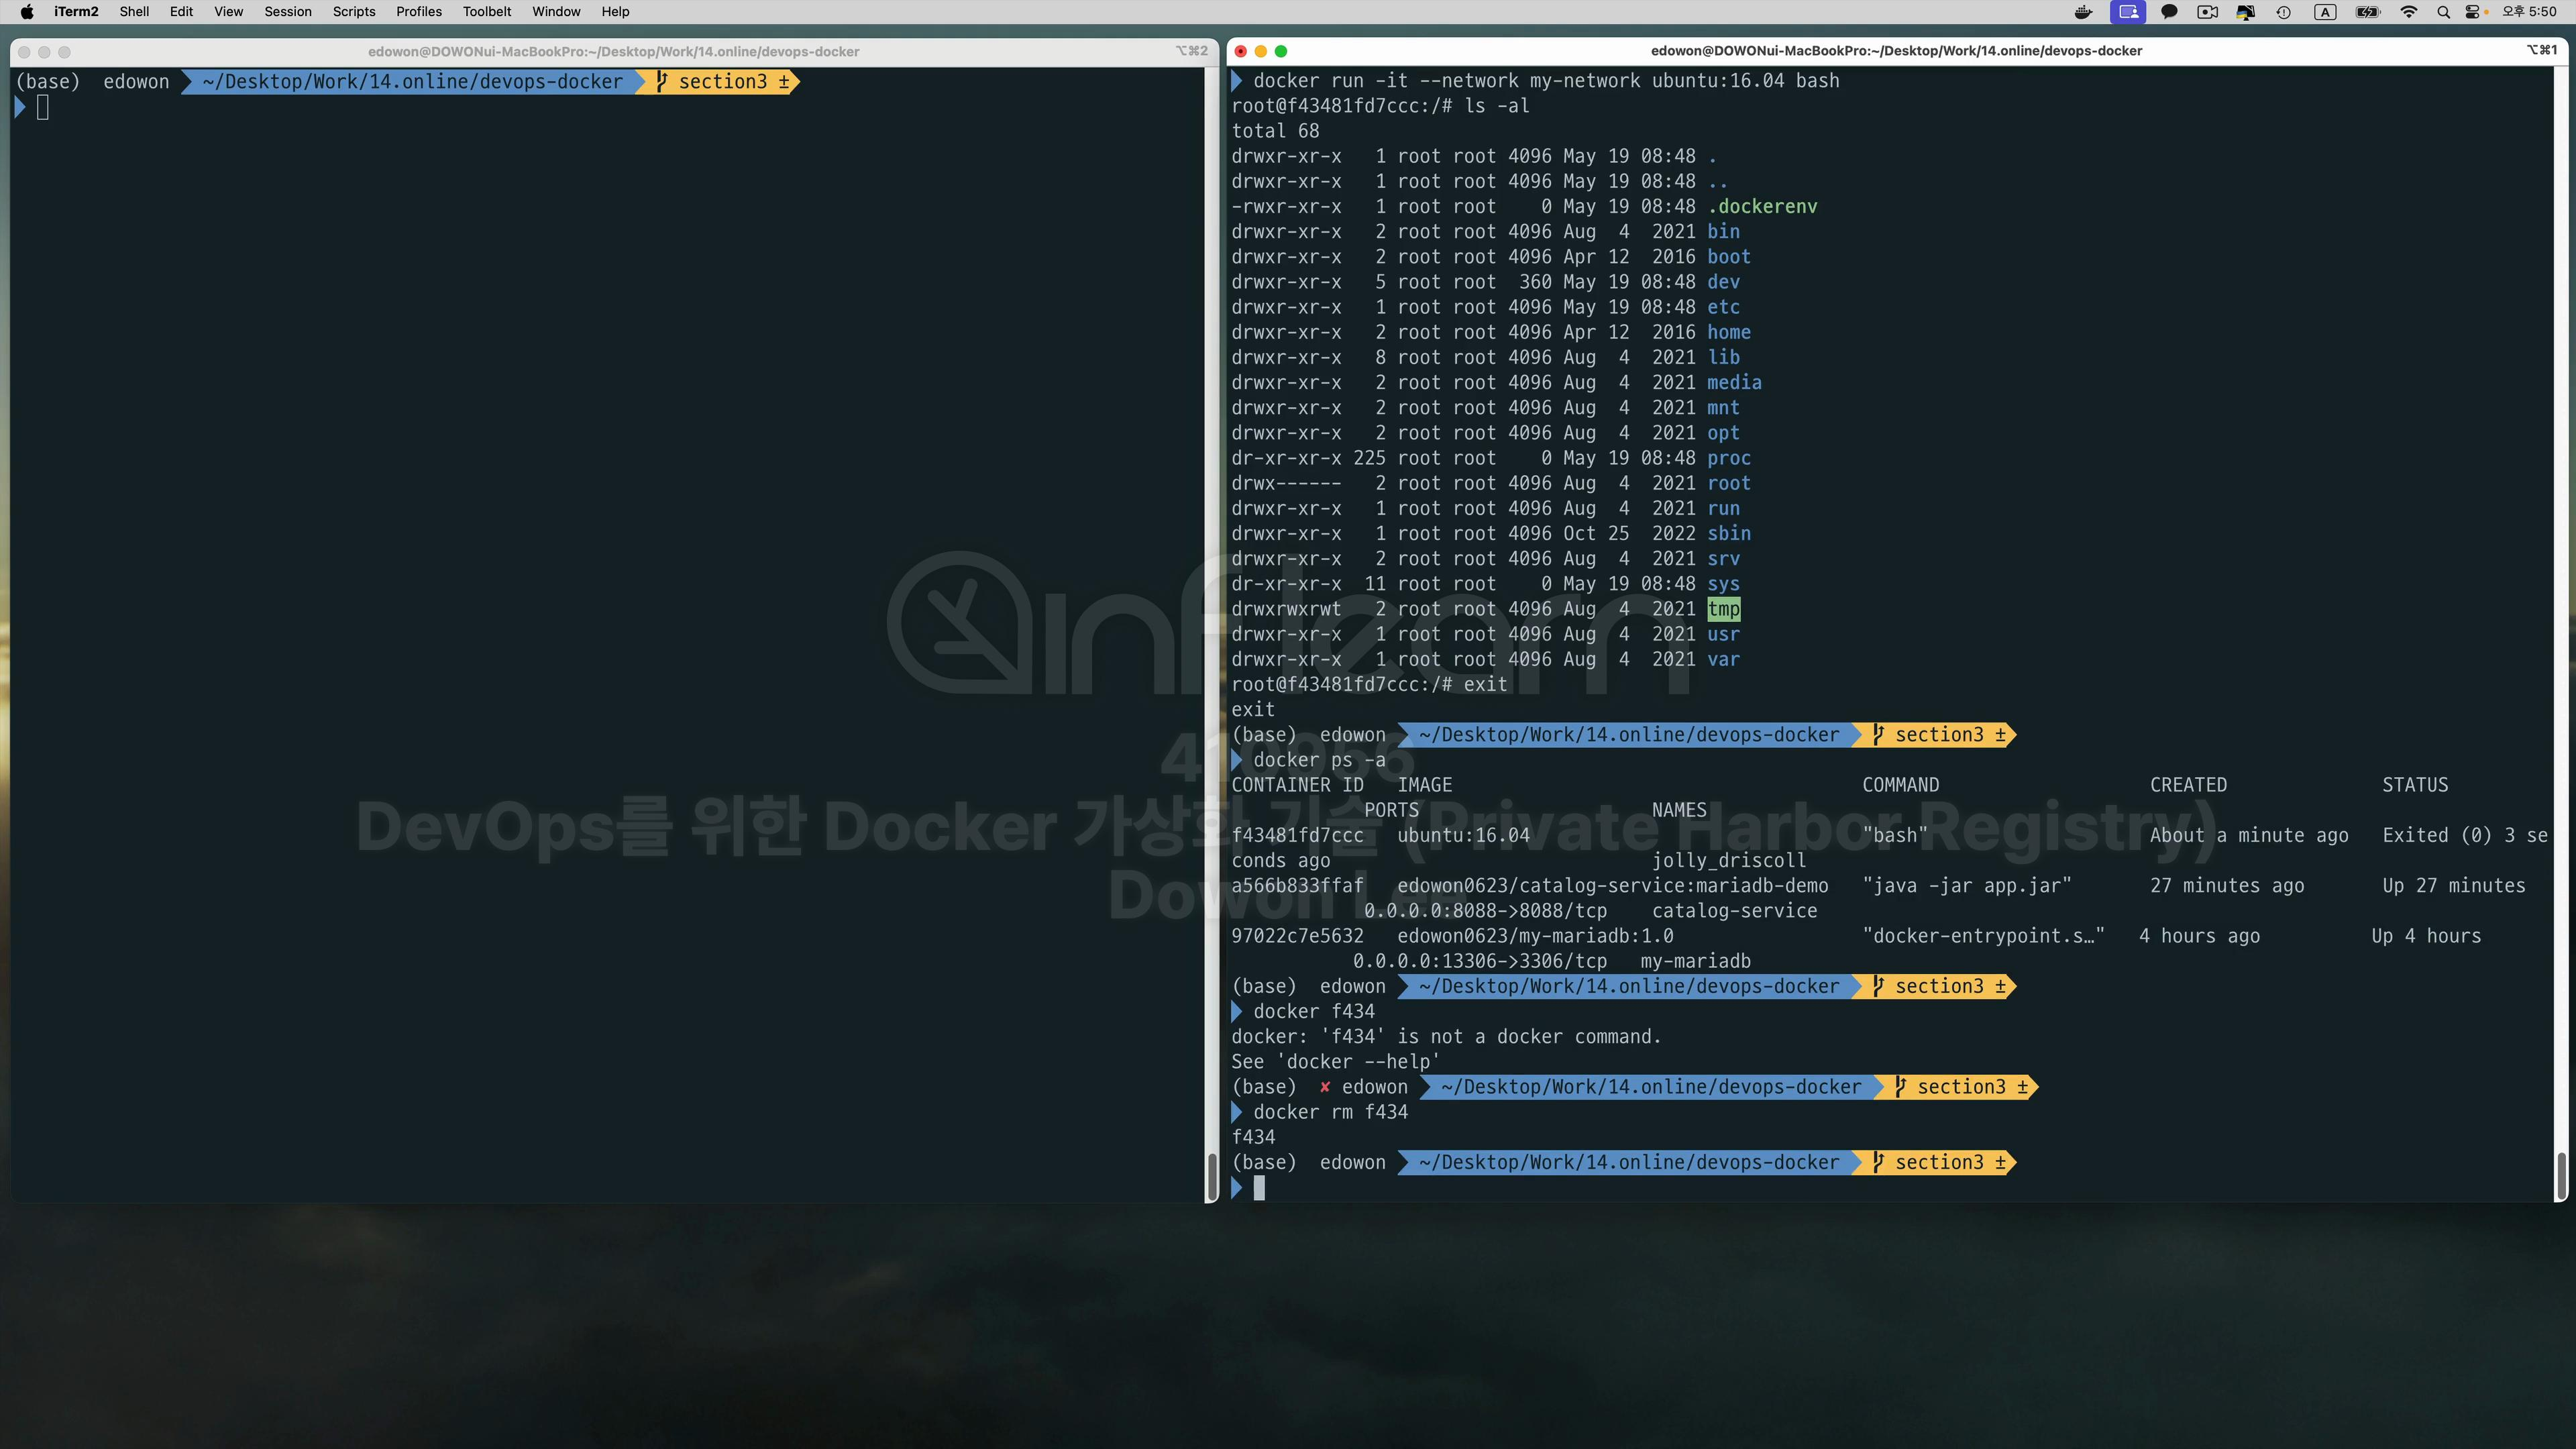 iTerm2 Shell Edit View Session Scripts Profiles Toolbelt Window Help A 오후 5:50
edowon@DOWONui-MacBookPro:~/Desktop/Work/14.online/devops-docker ⌥⌘2
(base) edowon ~/Desktop/Work/14.online/devops-docker section3 ±
edowon@DOWONui-MacBookPro:~/Desktop/Work/14.online/devops-docker ⌥⌘1
docker run -it --network my-network ubuntu:16.04 bash
root@f43481fd7ccc:/# ls -al
total 68
drwxr-xr-x 1 root root 4096 May 19 08:48 .
drwxr-xr-x 1 root root 4096 May 19 08:48 ..
-rwxr-xr-x 1 root root 0 May 19 08:48 .dockerenv
drwxr-xr-x 2 root root 4096 Aug 4 2021 bin
drwxr-xr-x 2 root root 4096 Apr 12 2016 boot
drwxr-xr-x 5 root root 360 May 19 08:48 dev
drwxr-xr-x 1 root root 4096 May 19 08:48 etc
drwxr-xr-x 2 root root 4096 Apr 12 2016 home
drwxr-xr-x 8 root root 4096 Aug 4 2021 lib
drwxr-xr-x 2 root root 4096 Aug 4 2021 media
drwxr-xr-x 2 root root 4096 Aug 4 2021 mnt
drwxr-xr-x 2 root root 4096 Aug 4 2021 opt
dr-xr-xr-x 225 root root 0 May 19 08:48 proc
drwx------ 2 root root 4096 Aug 4 2021 root
drwxr-xr-x 1 root root 4096 Aug 4 2021 run
drwxr-xr-x 1 root root 4096 Oct 25 2022 sbin
drwxr-xr-x 2 root root 4096 Aug 4 2021 srv
dr-xr-xr-x 11 root root 0 May 19 08:48 sys
drwxrwxrwt 2 root root 4096 Aug 4 2021 tmp
drwxr-xr-x 1 root root 4096 Aug 4 2021 usr
drwxr-xr-x 1 root root 4096 Aug 4 2021 var
root@f43481fd7ccc:/# exit
exit
(base) edowon ~/Desktop/Work/14.online/devops-docker section3 ±
docker ps -a
CONTAINER ID IMAGE COMMAND CREATED STATUS
PORTS NAMES
f43481fd7ccc ubuntu:16.04 "bash" About a minute ago Exited (0) 3 se
conds ago jolly_driscoll
a566b833ffaf edowon0623/catalog-service:mariadb-demo "java -jar app.jar" 27 minutes ago Up 27 minutes
0.0.0.0:8088->8088/tcp catalog-service
97022c7e5632 edowon0623/my-mariadb:1.0 "docker-entrypoint.s…" 4 hours ago Up 4 hours
0.0.0.0:13306->3306/tcp my-mariadb
(base) edowon ~/Desktop/Work/14.online/devops-docker section3 ±
docker f434
docker: 'f434' is not a docker command.
See 'docker --help'
(base) ✘ edowon ~/Desktop/Work/14.online/devops-docker section3 ±
docker rm f434
f434
(base) edowon ~/Desktop/Work/14.online/devops-docker section3 ±
inflearn
DevOps를 위한 Docker 가상화 기술 (Private Harbor Registry)
Dowon Lee